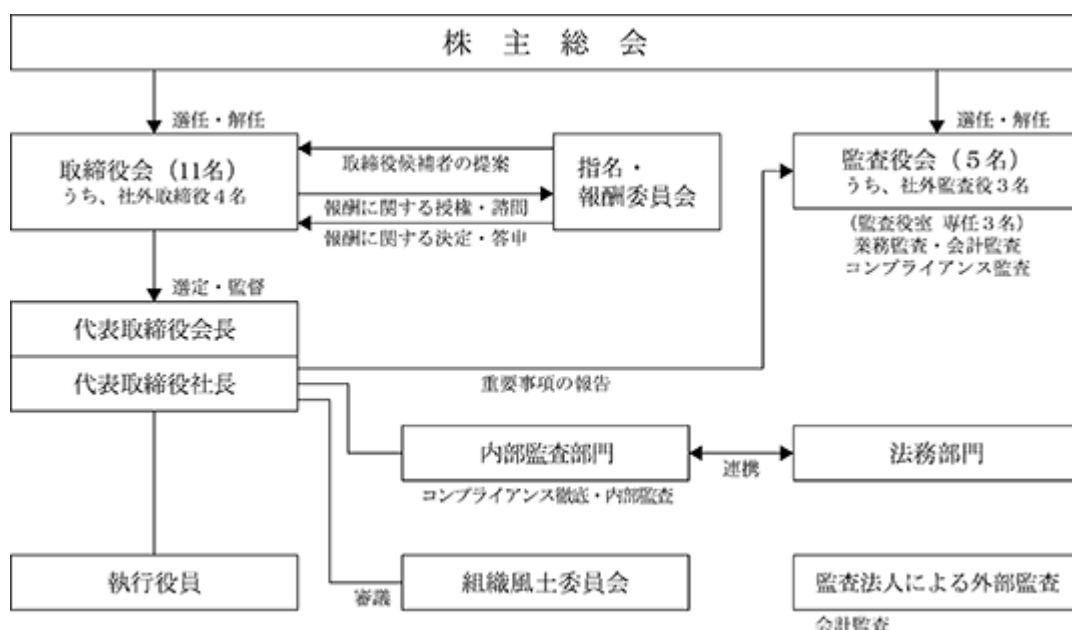 株主総会
選任・解任
選任・解任
取締役会（11名）
うち、社外取締役４名
取締役候補者の提案
報酬に関する授権・諮問
報酬に関する決定・答申
指名・
報酬委員会
監査役会（５名）
うち、社外監査役３名
（監査役室 専任３名）
業務監査・会計監査
コンプライアンス監査
選定・監督
代表取締役会長
代表取締役社長
重要事項の報告
内部監査部門
コンプライアンス徹底・内部監査
連携
法務部門
執行役員
審議
組織風土委員会
監査法人による外部監査
会計監査